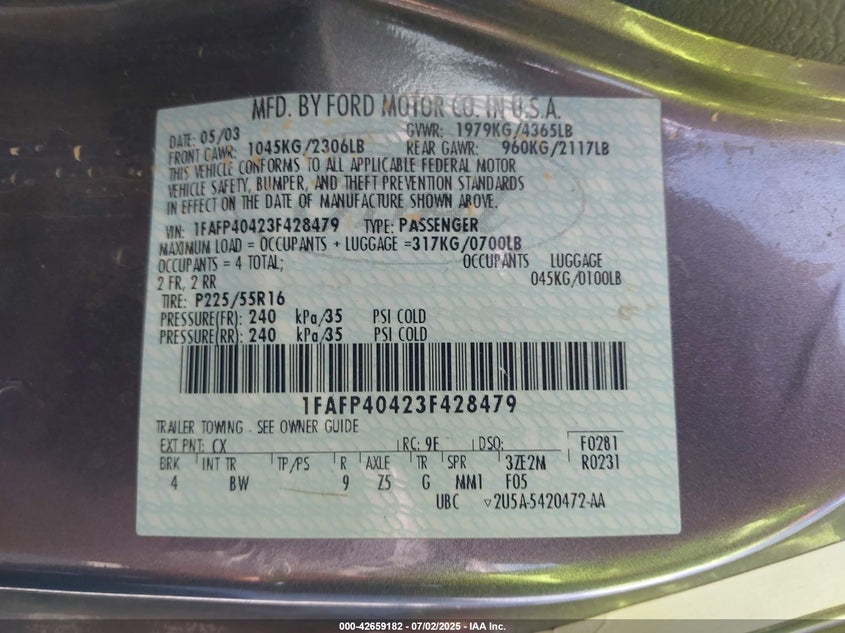 MFD. BY FORD MOTOR CO. IN U.S.A.
DATE: 05/03 GVWR: 1979KG/4365LB
FRONT GAWR: 1045KG/2306LB REAR GAWR: 960KG/2117LB
THIS VEHICLE CONFORMS TO ALL APPLICABLE FEDERAL MOTOR
VEHICLE SAFETY, BUMPER, AND THEFT PREVENTION STANDARDS
IN EFFECT ON THE DATE OF MANUFACTURE SHOWN ABOVE.
VIN: 1FAFP40423F428479 TYPE: PASSENGER
MAXIMUM LOAD = OCCUPANTS + LUGGAGE =317KG/0700LB
OCCUPANTS = 4 TOTAL; OCCUPANTS LUGGAGE
2 FR, 2 RR 045KG/0100LB
TIRE: P225/55R16
PRESSURE(FR): 240 kPa/35 PSI COLD
PRESSURE(RR): 240 kPa/35 PSI COLD
1FAFP40423F428479
TRAILER TOWING - SEE OWNER GUIDE
EXT PNT: CX RC: 9E DSO: F0281
BRK INT TR TP/PS R AXLE TR SPR 3ZE2M R0231
4 BW 9 Z5 G MM1 F05
UBC ▿2U5A-5420472-AA
000-42659182 - 07/02/2025 - IAA Inc.